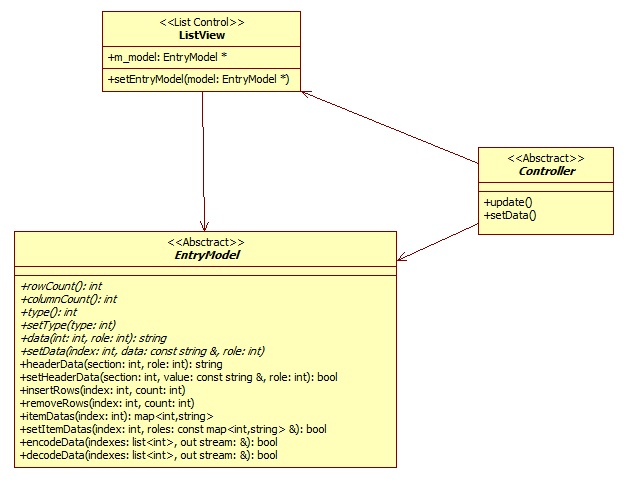 <<List Control>>
ListView
+m_model: EntryModel *
+setEntryModel(model: EntryModel *)
<<Absctract>>
Controller
+update()
+setData()
<<Absctract>>
EntryModel
+rowCount(): int
+columnCount(): int
+type(): int
+setType(type: int)
+data(int: int, role: int): string
+setData(index: int, data: const string &, role: int)
+headerData(section: int, role: int): string
+setHeaderData(section: int, value: const string &, role: int): bool
+insertRows(index: int, count: int)
+removeRows(index: int, count: int)
+itemDatas(index: int): map<int,string>
+setItemDatas(index: int, roles: const map<int,string> &): bool
+encodeData(indexes: list<int>, out stream: &): bool
+decodeData(indexes: list<int>, out stream: &): bool